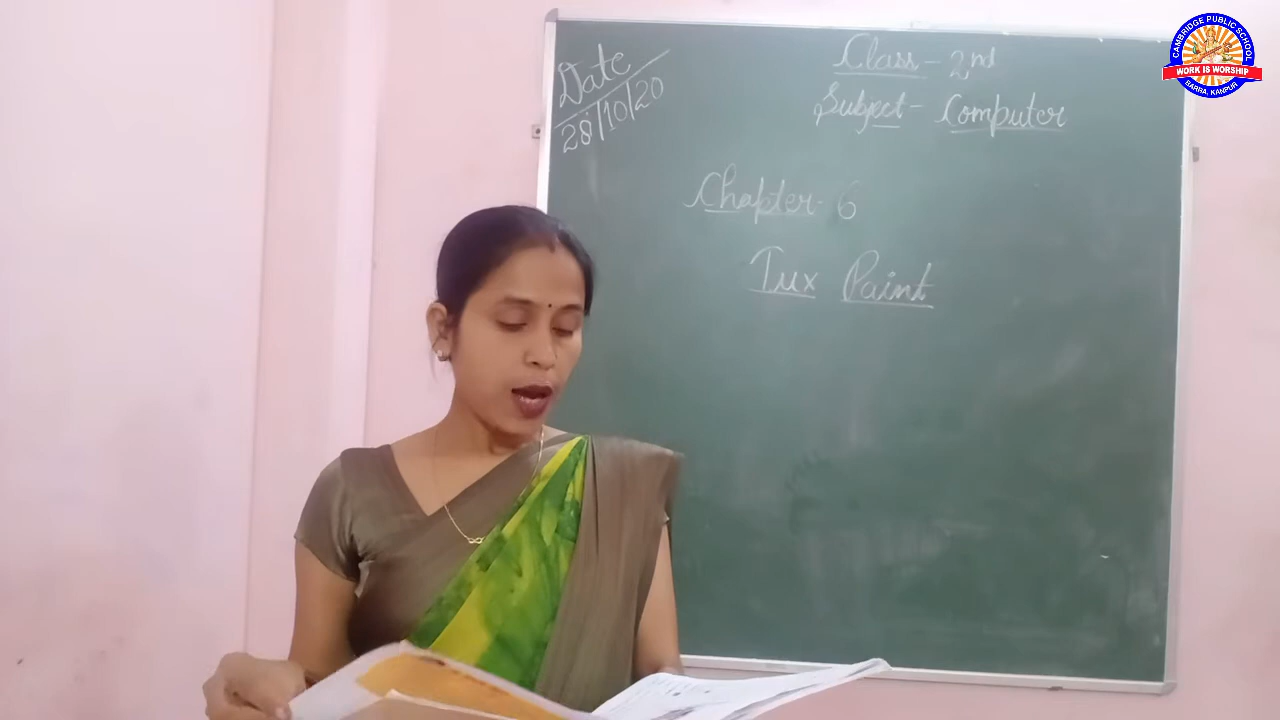 Date
28/10/20
Class - 2nd
Subject - Computer
Chapter - 6
Tux Paint
CAMBRIDGE PUBLIC SCHOOL
WORK IS WORSHIP
BARRA, KANPUR